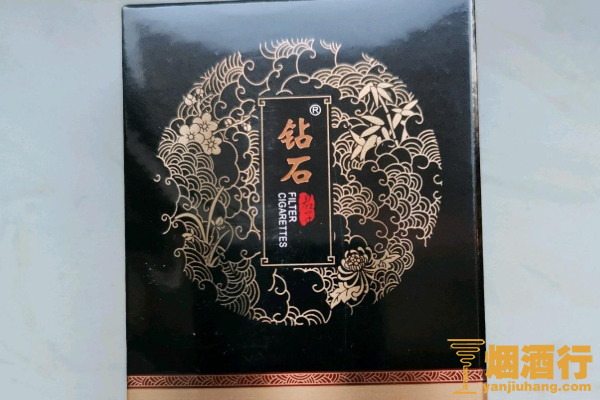 钻石®
FILTER
CIGARETTES
烟酒行
yanjiuhang.com